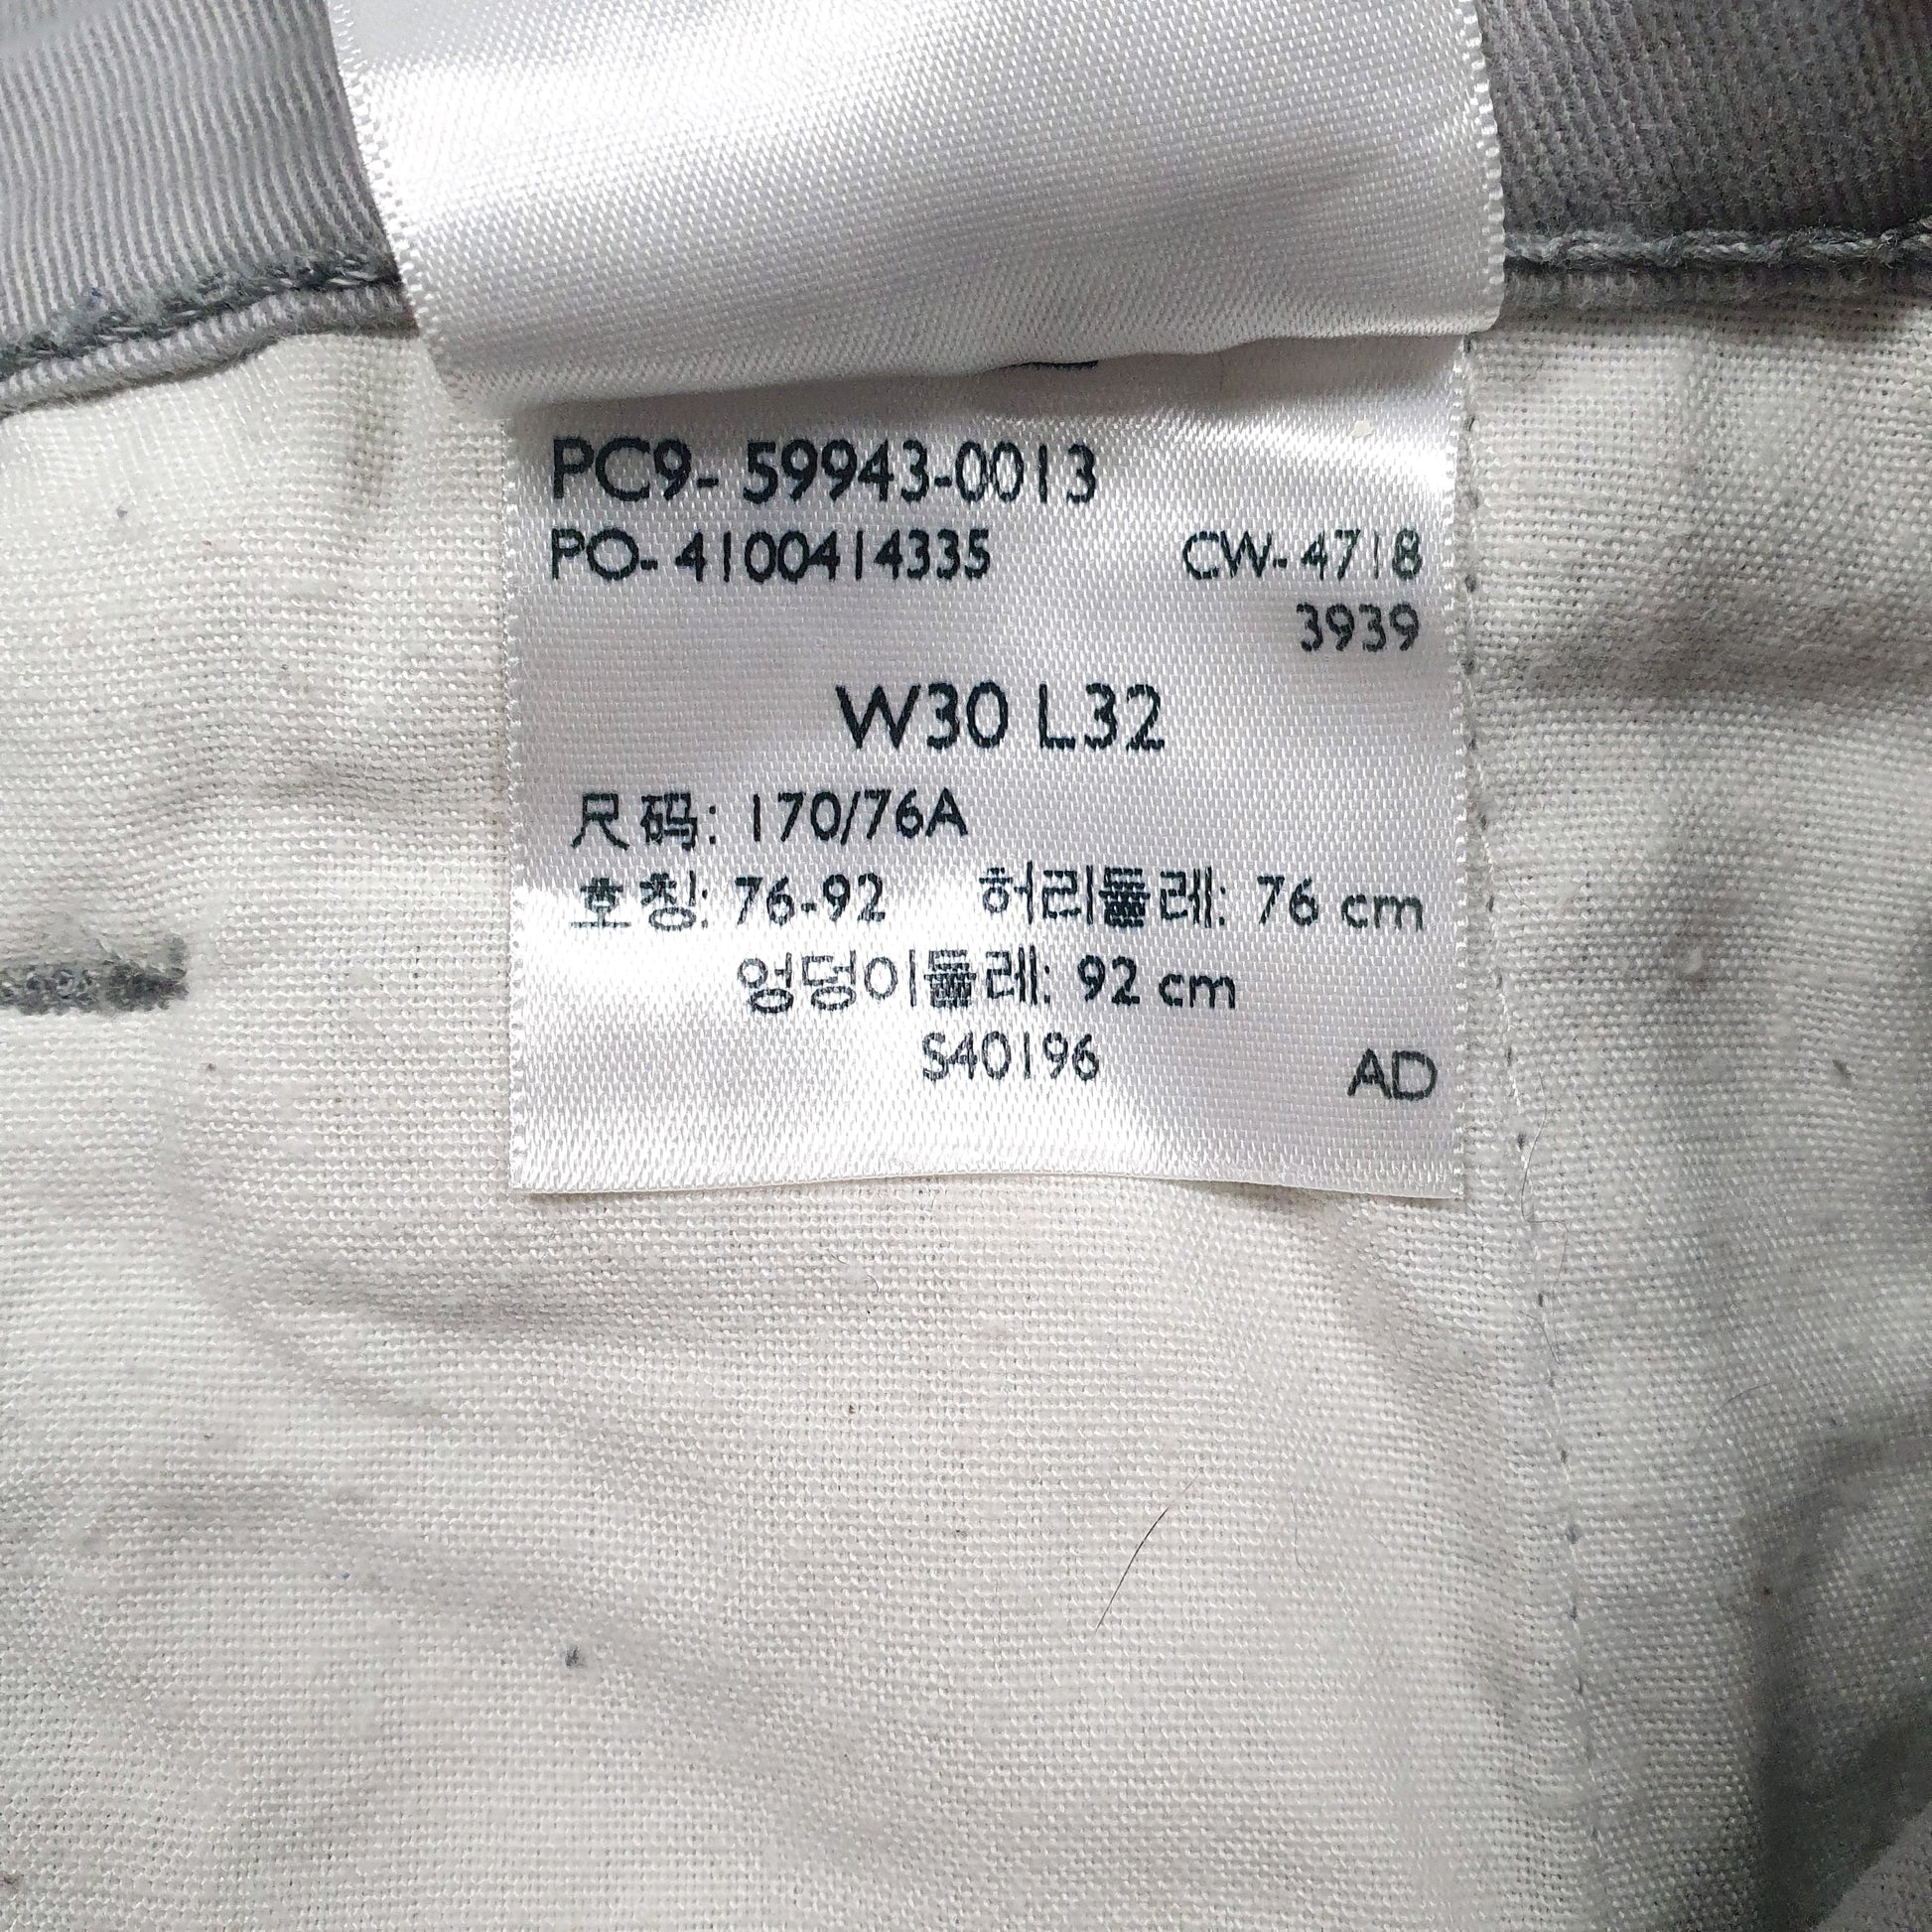 PC9- 59943-0013
PO- 4100414335 CW- 4718
3939
W30 L32
尺码: 170/76A
호칭: 76-92 허리둘레: 76 cm
엉덩이둘레: 92 cm
S40196 AD